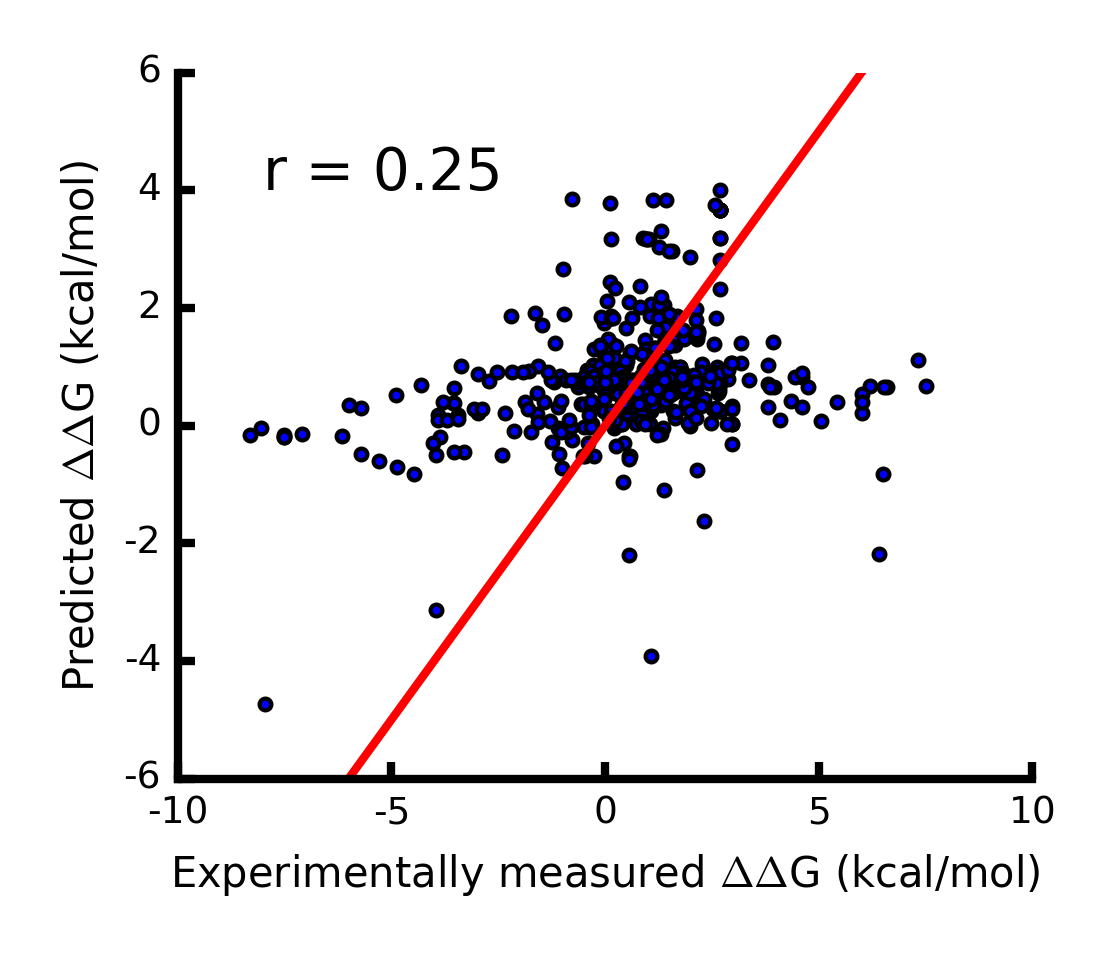 6
r = 0.25
4
2
0
-2
-4
-6
Predicted ΔΔG (kcal/mol)
-10 -5 0 5 10
Experimentally measured ΔΔG (kcal/mol)